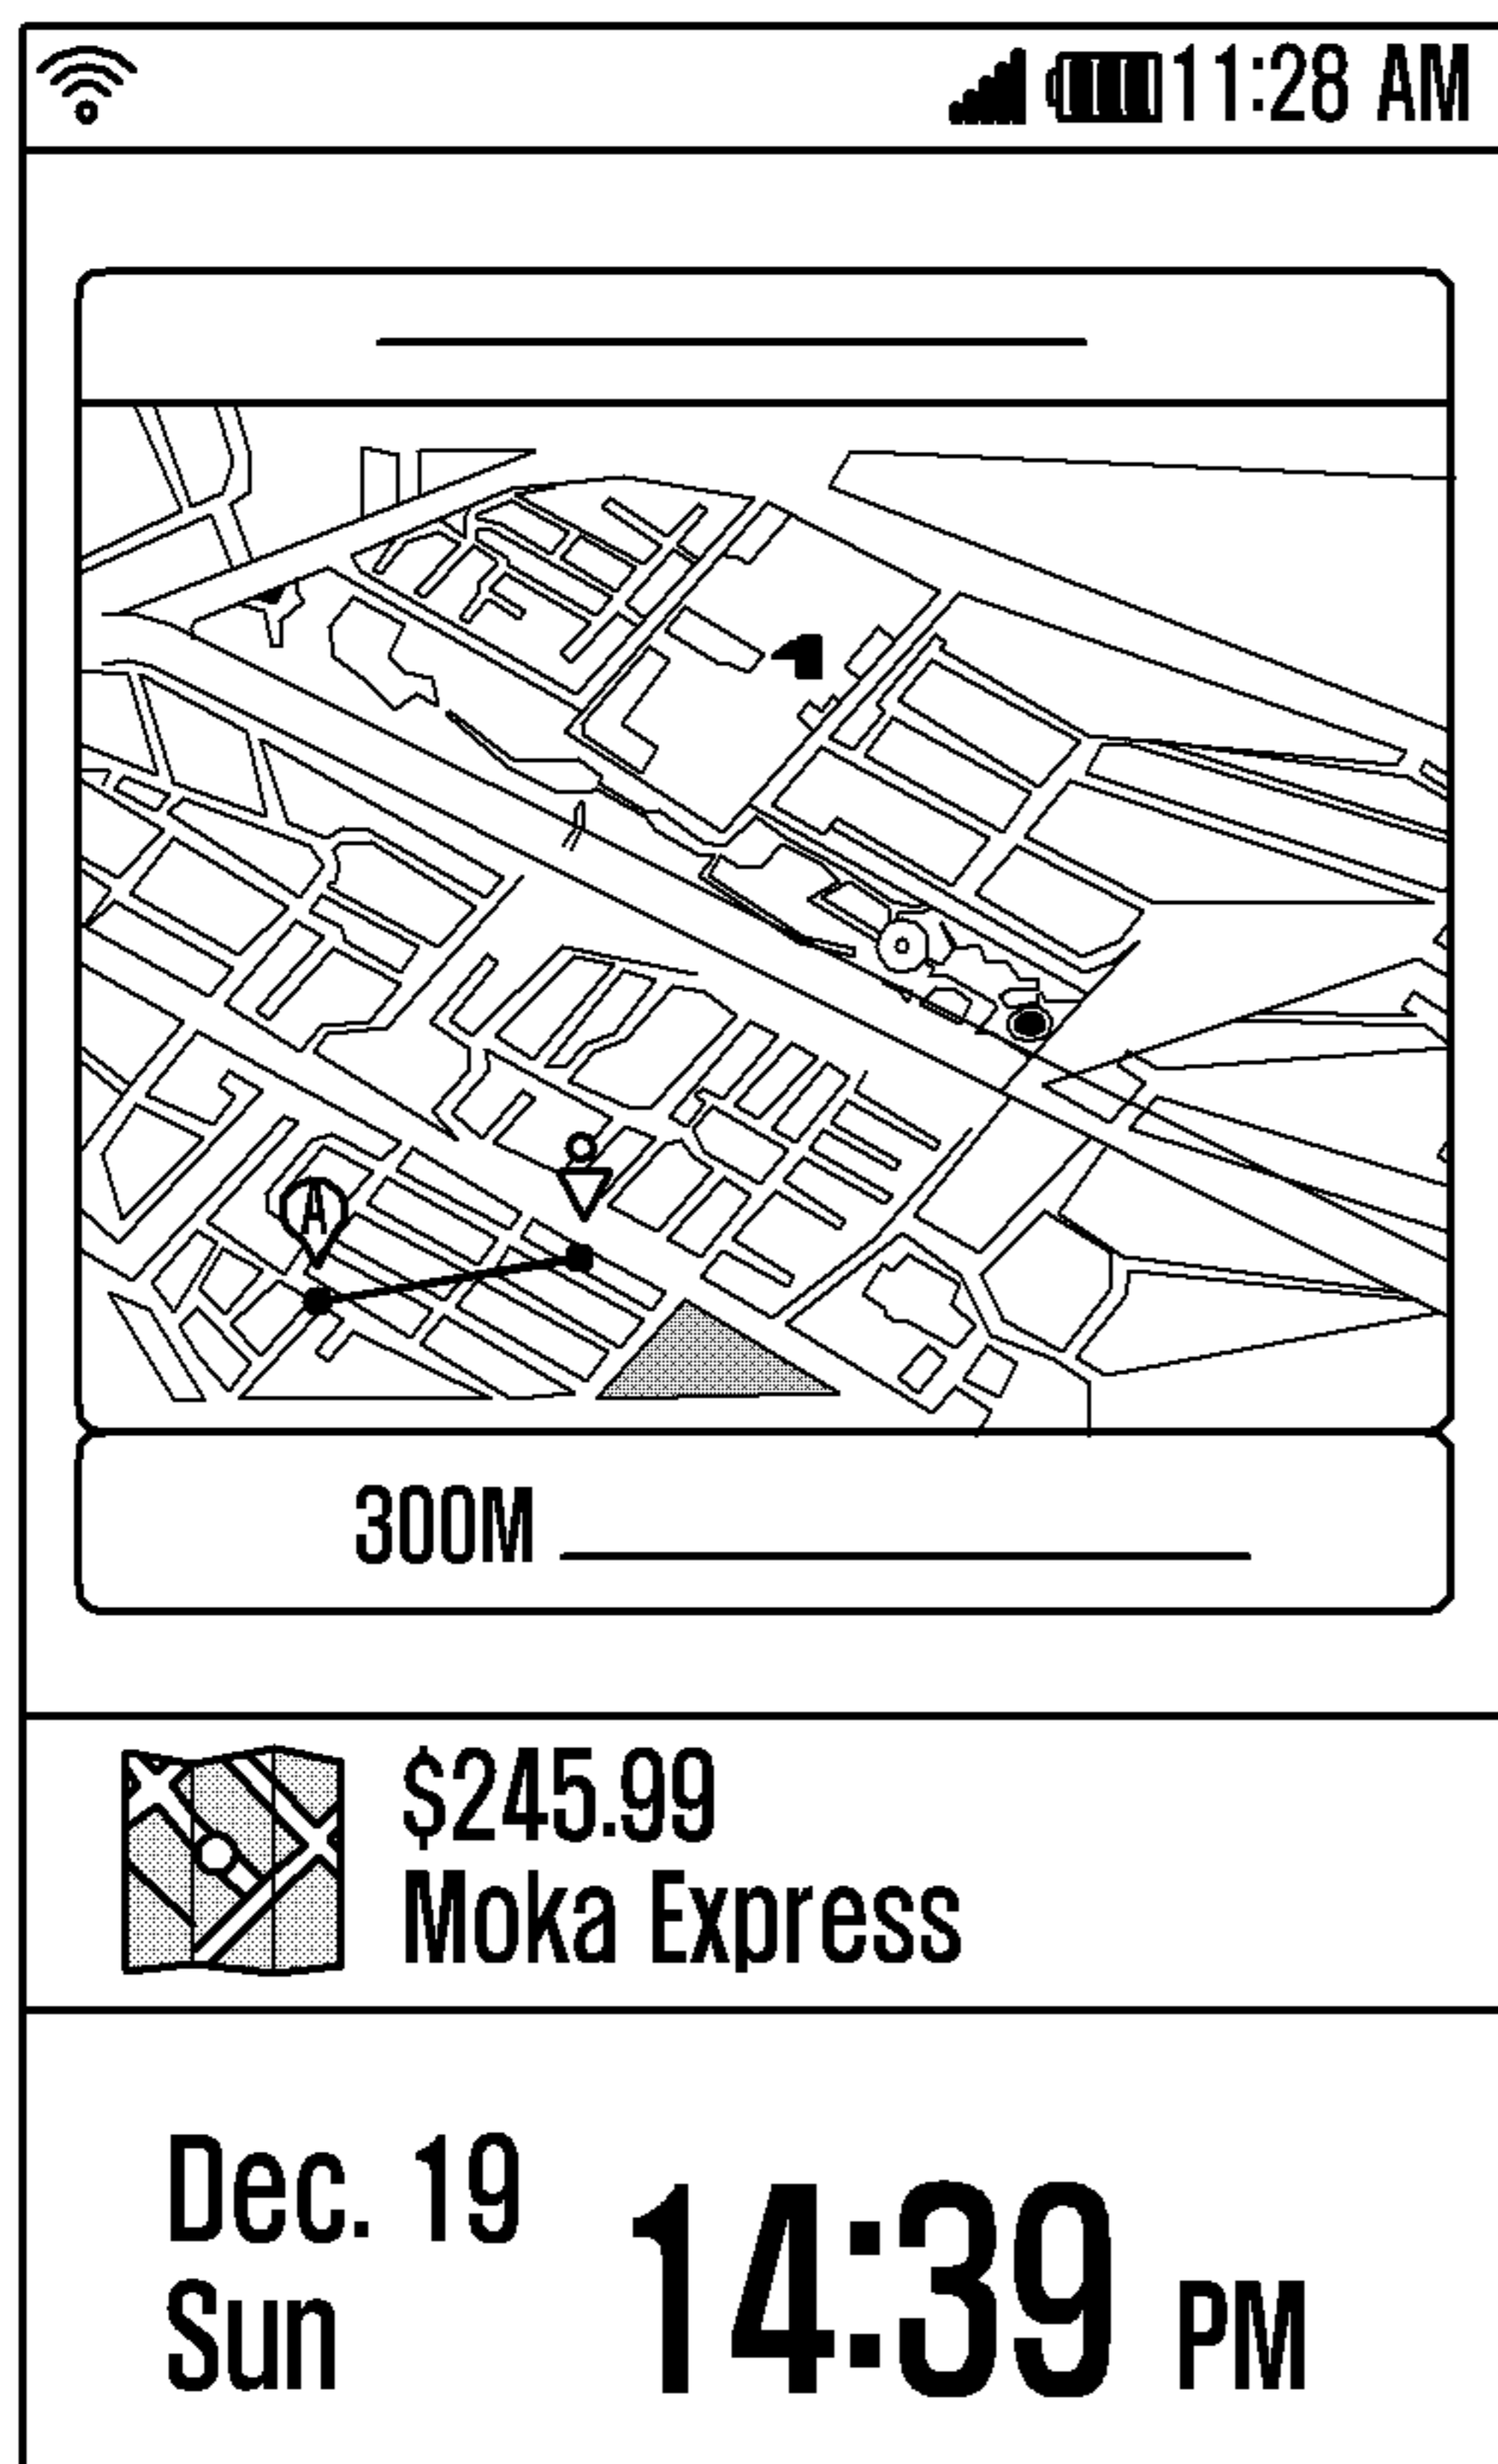 11:28 AM
A
300M
$245.99
Moka Express
Dec. 19
Sun
14:39 PM